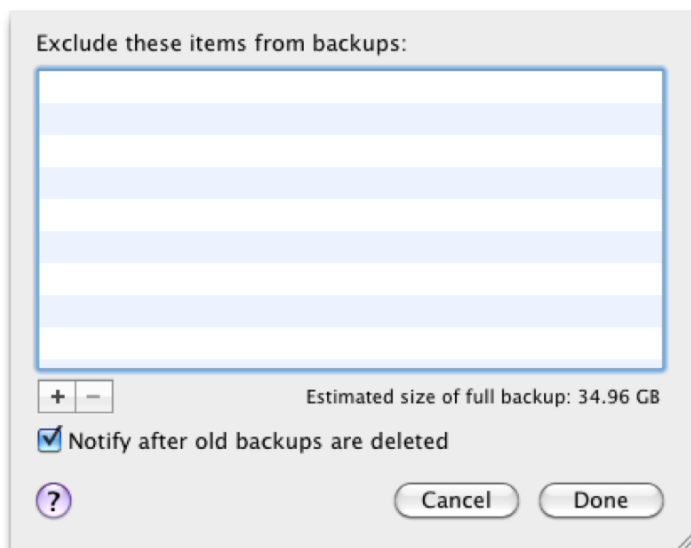 Exclude these items from backups:
+ −
Estimated size of full backup: 34.96 GB
Notify after old backups are deleted
?
Cancel
Done